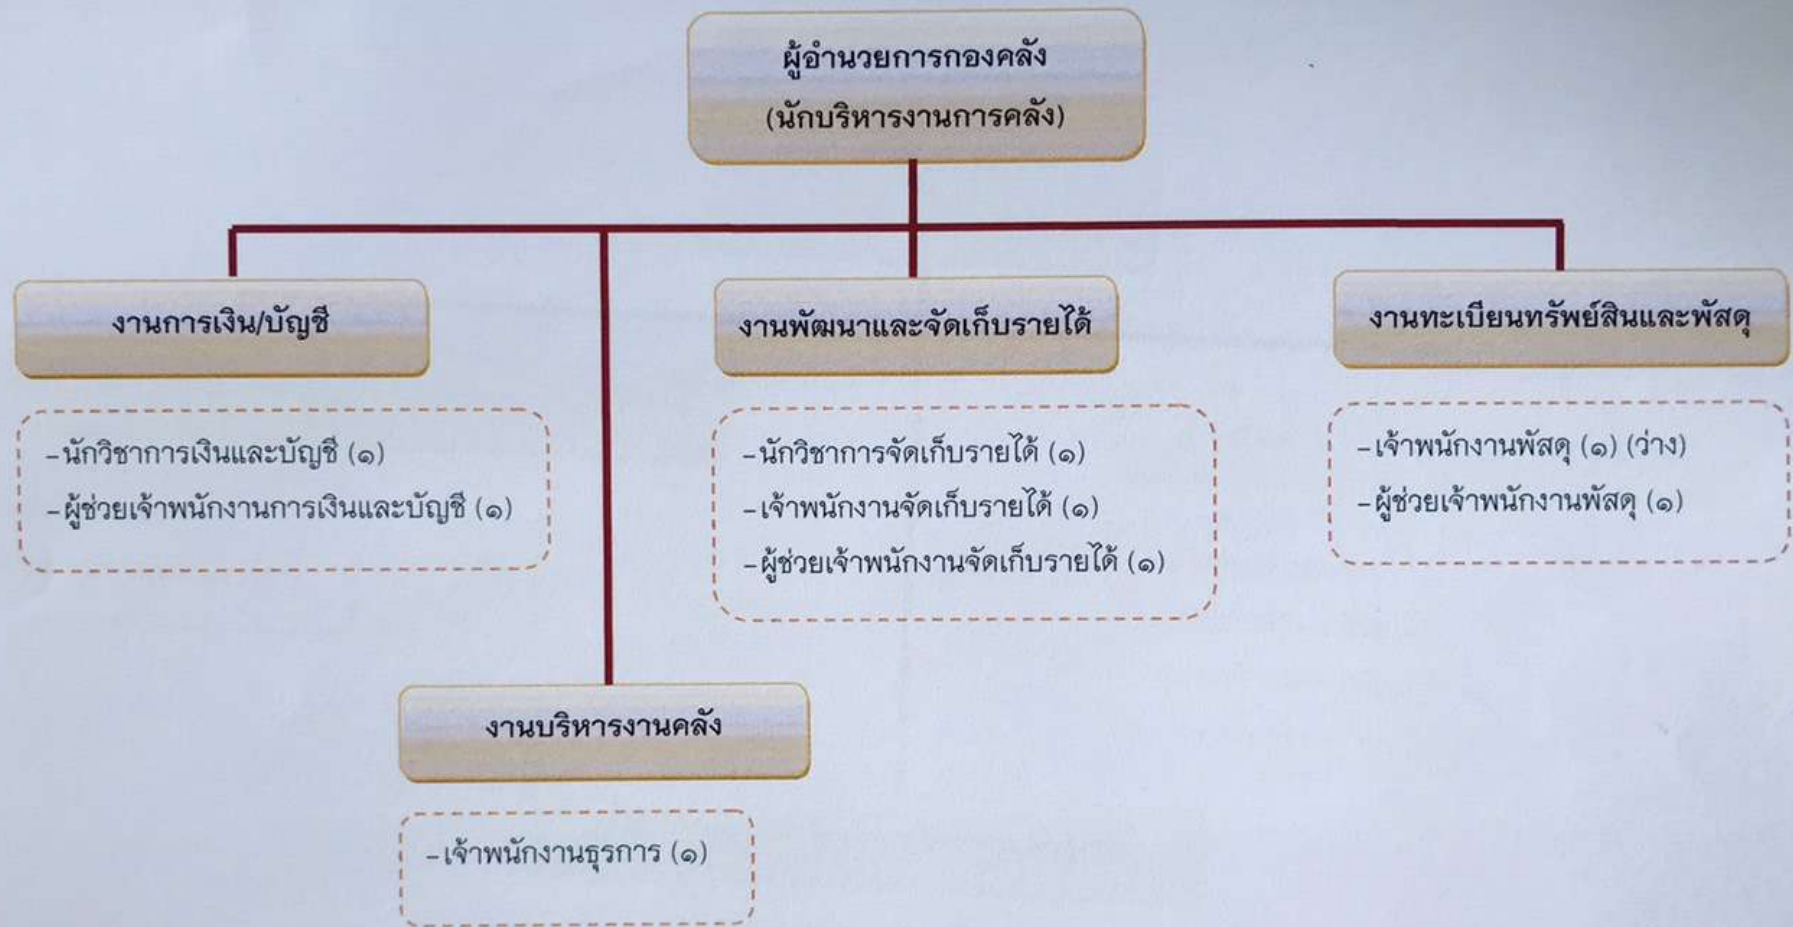 ผู้อำนวยการกองคลัง
(นักบริหารงานการคลัง)
งานการเงิน/บัญชี
-นักวิชาการเงินและบัญชี (๑)
-ผู้ช่วยเจ้าพนักงานการเงินและบัญชี (๑)
งานพัฒนาและจัดเก็บรายได้
-นักวิชาการจัดเก็บรายได้ (๑)
-เจ้าพนักงานจัดเก็บรายได้ (๑)
-ผู้ช่วยเจ้าพนักงานจัดเก็บรายได้ (๑)
งานทะเบียนทรัพย์สินและพัสดุ
-เจ้าพนักงานพัสดุ (๑) (ว่าง)
-ผู้ช่วยเจ้าพนักงานพัสดุ (๑)
งานบริหารงานคลัง
-เจ้าพนักงานธุรการ (๑)